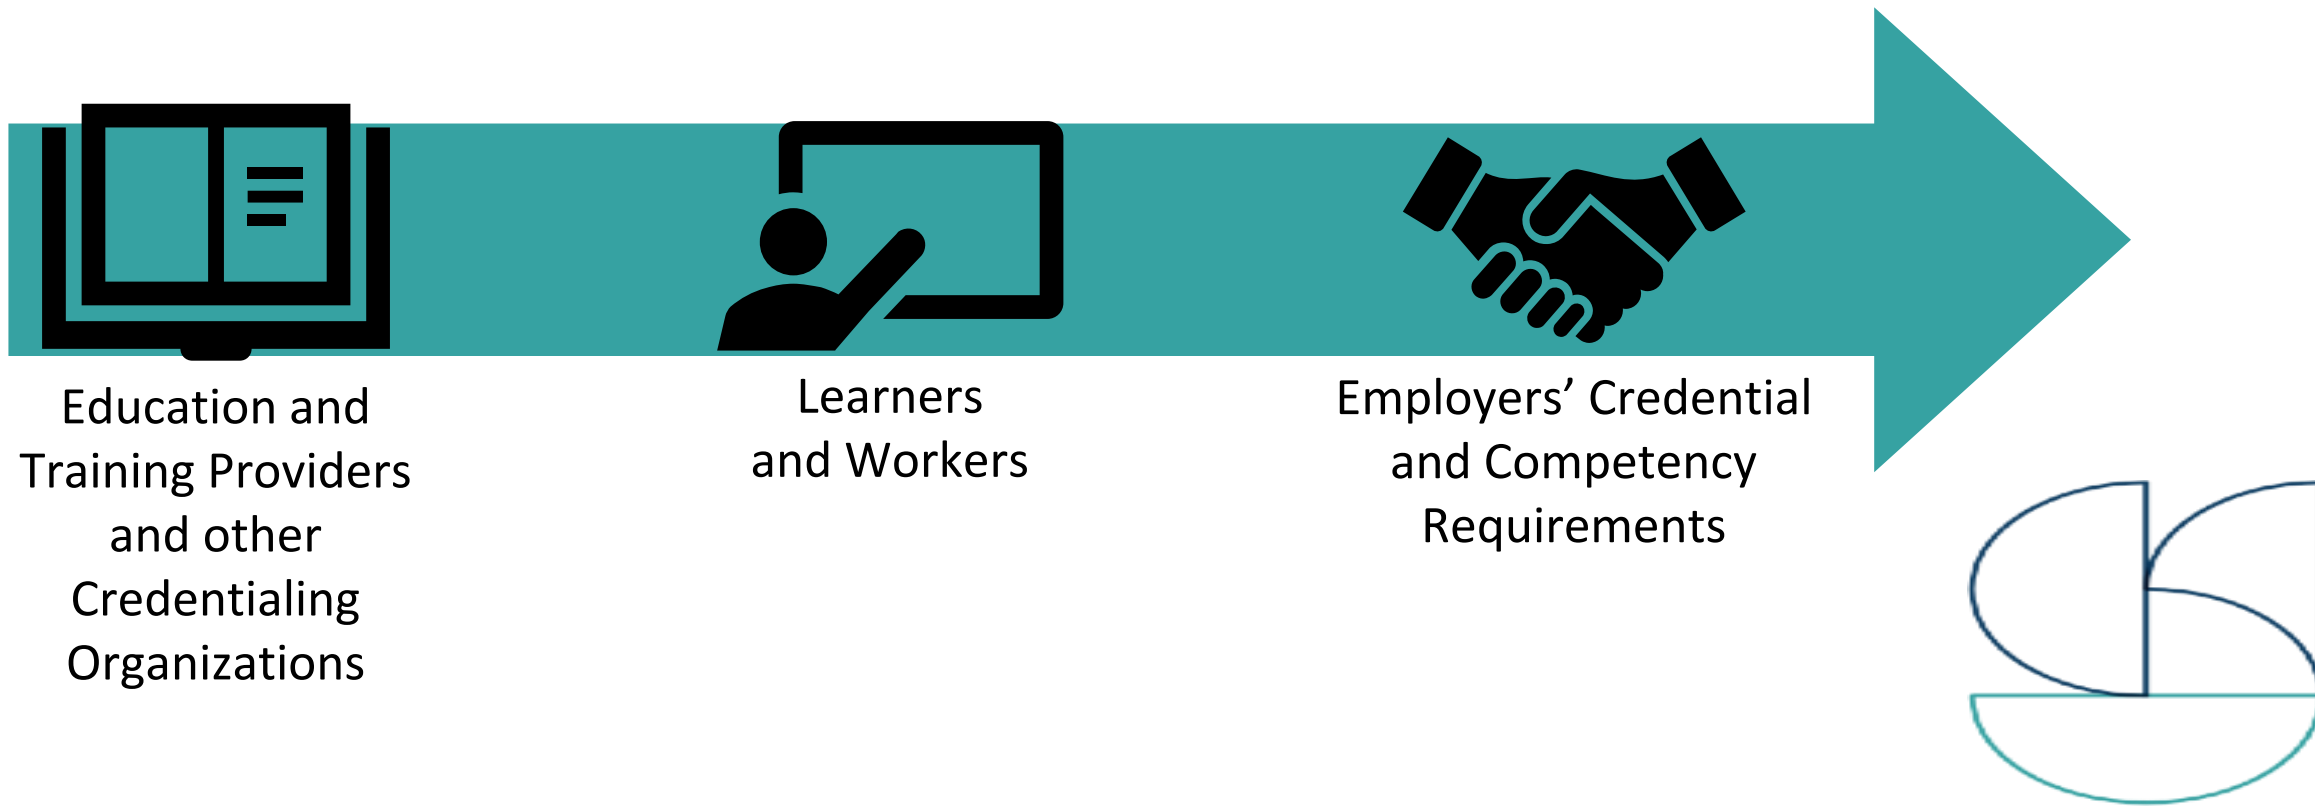 Education and
Training Providers
and other
Credentialing
Organizations
Learners
and Workers
Employers’ Credential
and Competency
Requirements